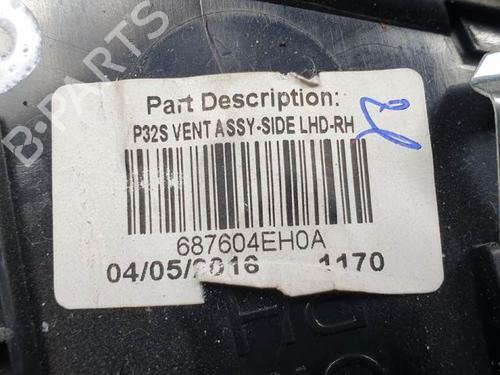 Part Description:
P32S VENT ASSY-SIDE LHD-RH
687604EH0A
04/05/2016 1170
B-PARTS